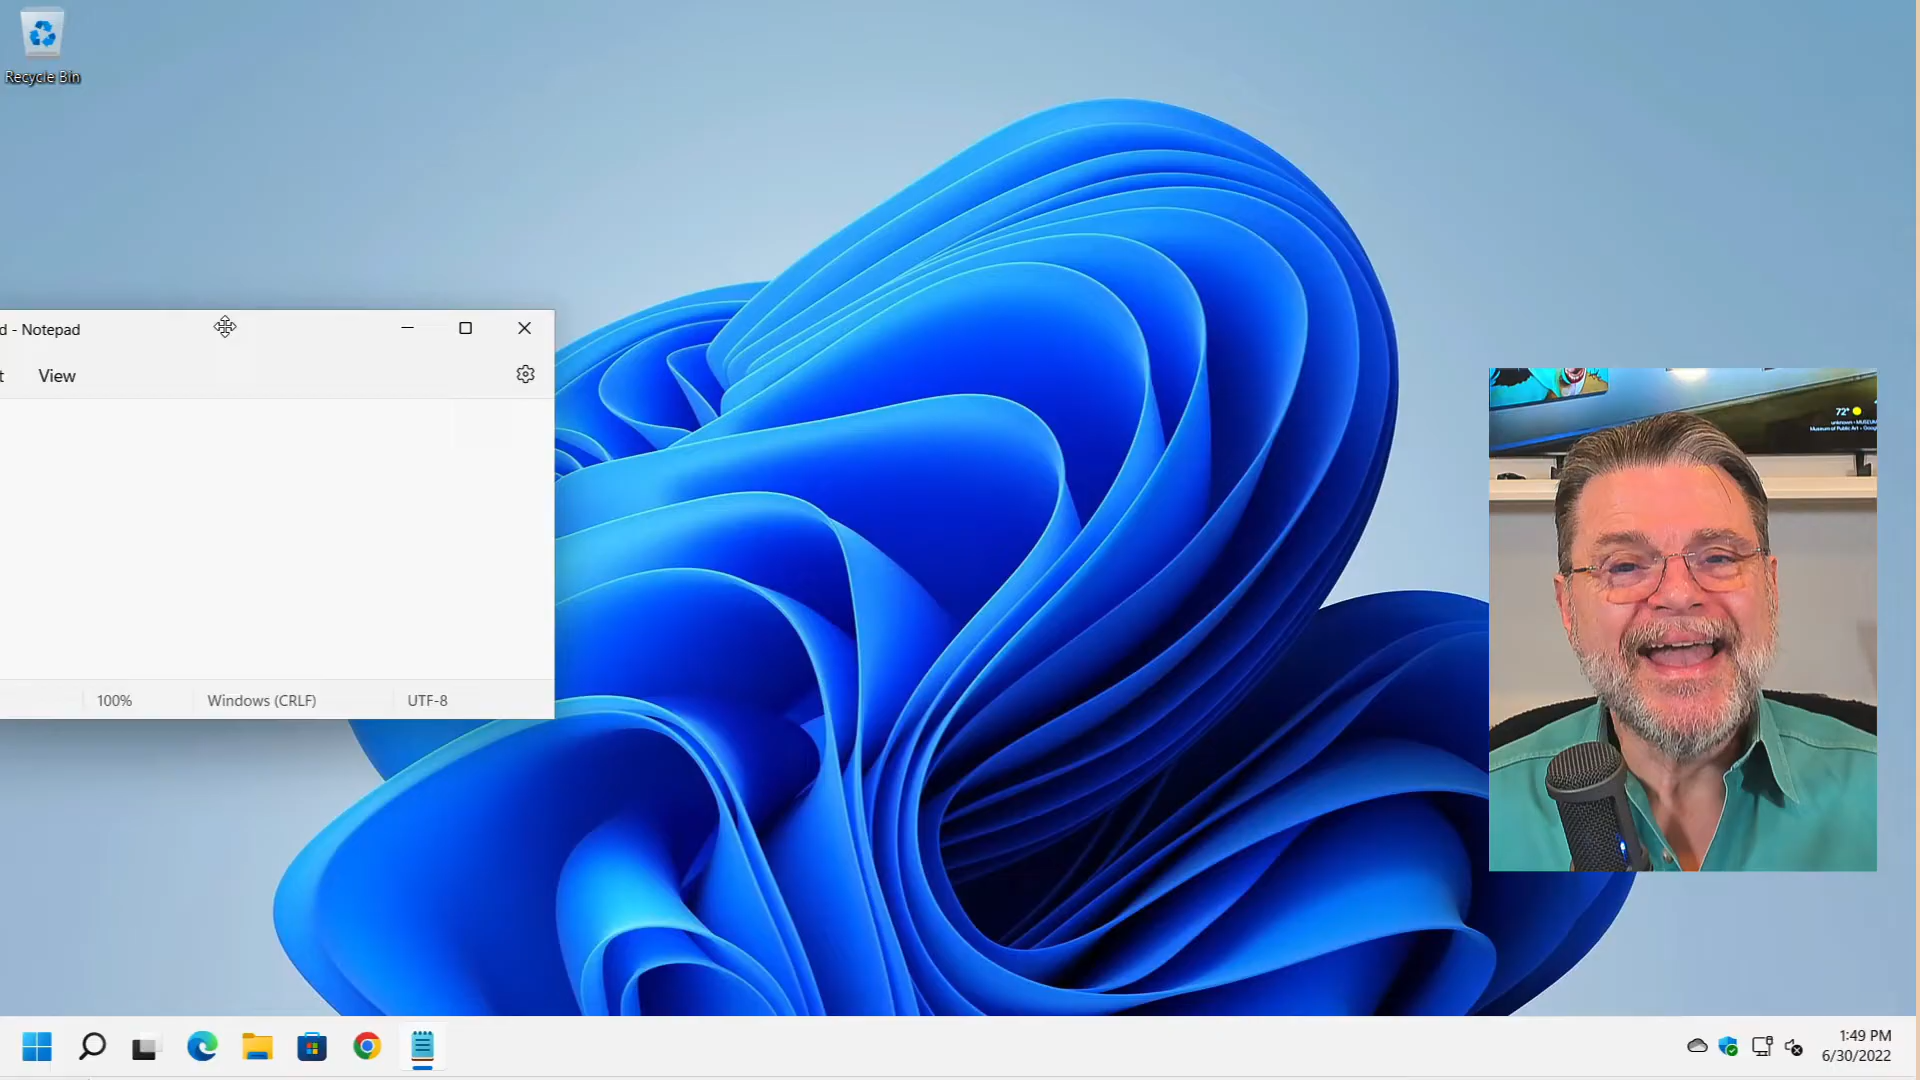 Recycle Bin
d - Notepad
t View
100% Windows (CRLF) UTF-8
72°
1:49 PM
6/30/2022